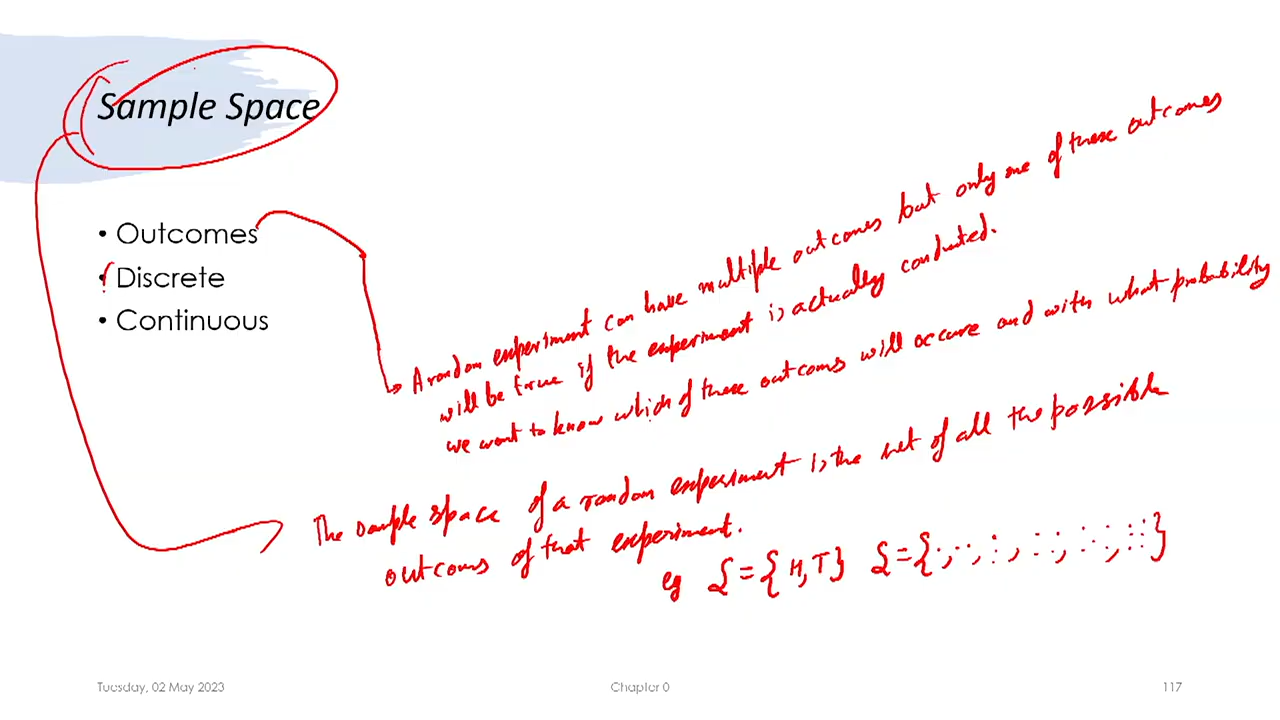 Sample Space
• Outcomes
• Discrete
• Continuous
A random experiment can have multiple outcomes but only one of these outcomes
will be true if the experiment is actually conducted.
we want to know which of these outcoms will occure and with what probability
The sample space of a random experiment is the set of all the possible
outcoms of that experiment.
eg S={H,T} S={⋅,⋅⋅,⋮,::,:⋅:,:::}
Tuesday, 02 May 2023
Chapter 0
117